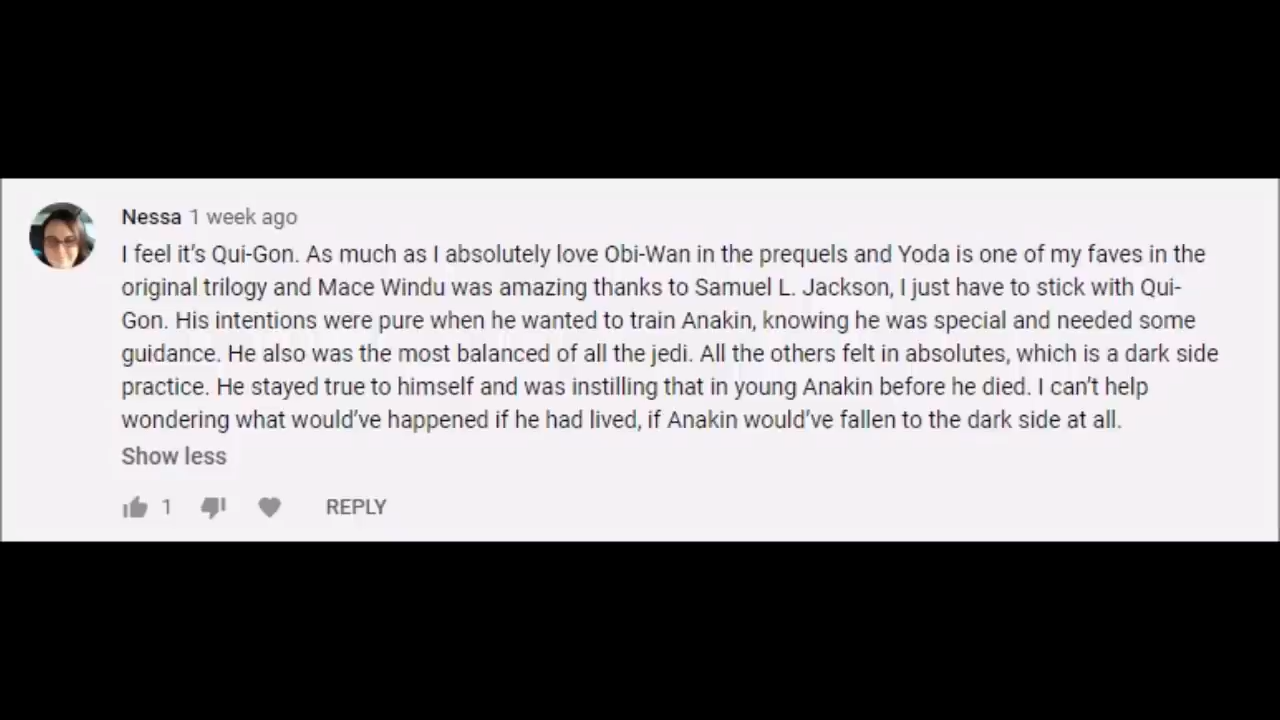 Nessa 1 week ago
I feel it's Qui-Gon. As much as I absolutely love Obi-Wan in the prequels and Yoda is one of my faves in the
original trilogy and Mace Windu was amazing thanks to Samuel L. Jackson, I just have to stick with Qui-
Gon. His intentions were pure when he wanted to train Anakin, knowing he was special and needed some
guidance. He also was the most balanced of all the jedi. All the others felt in absolutes, which is a dark side
practice. He stayed true to himself and was instilling that in young Anakin before he died. I can't help
wondering what would've happened if he had lived, if Anakin would've fallen to the dark side at all.
Show less
1 REPLY